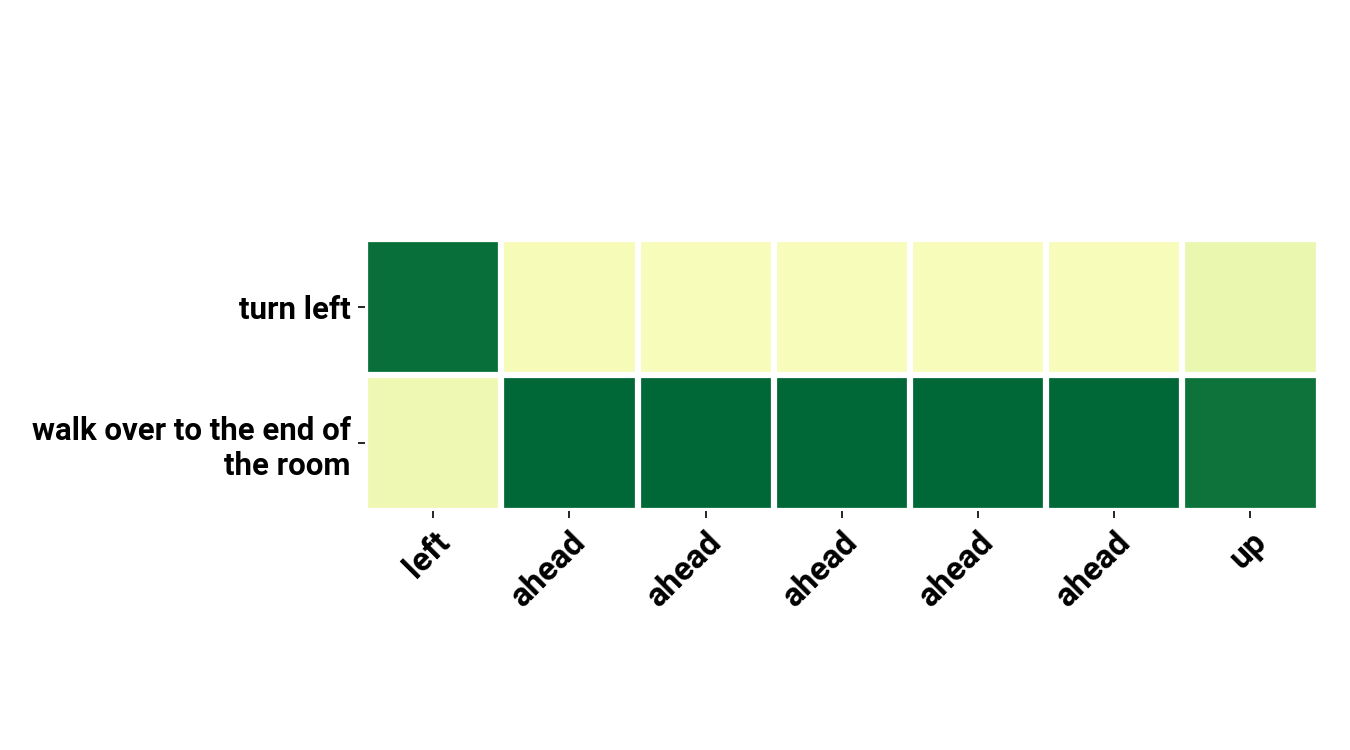 turn left
walk over to the end of
the room
left
ahead
ahead
ahead
ahead
ahead
up